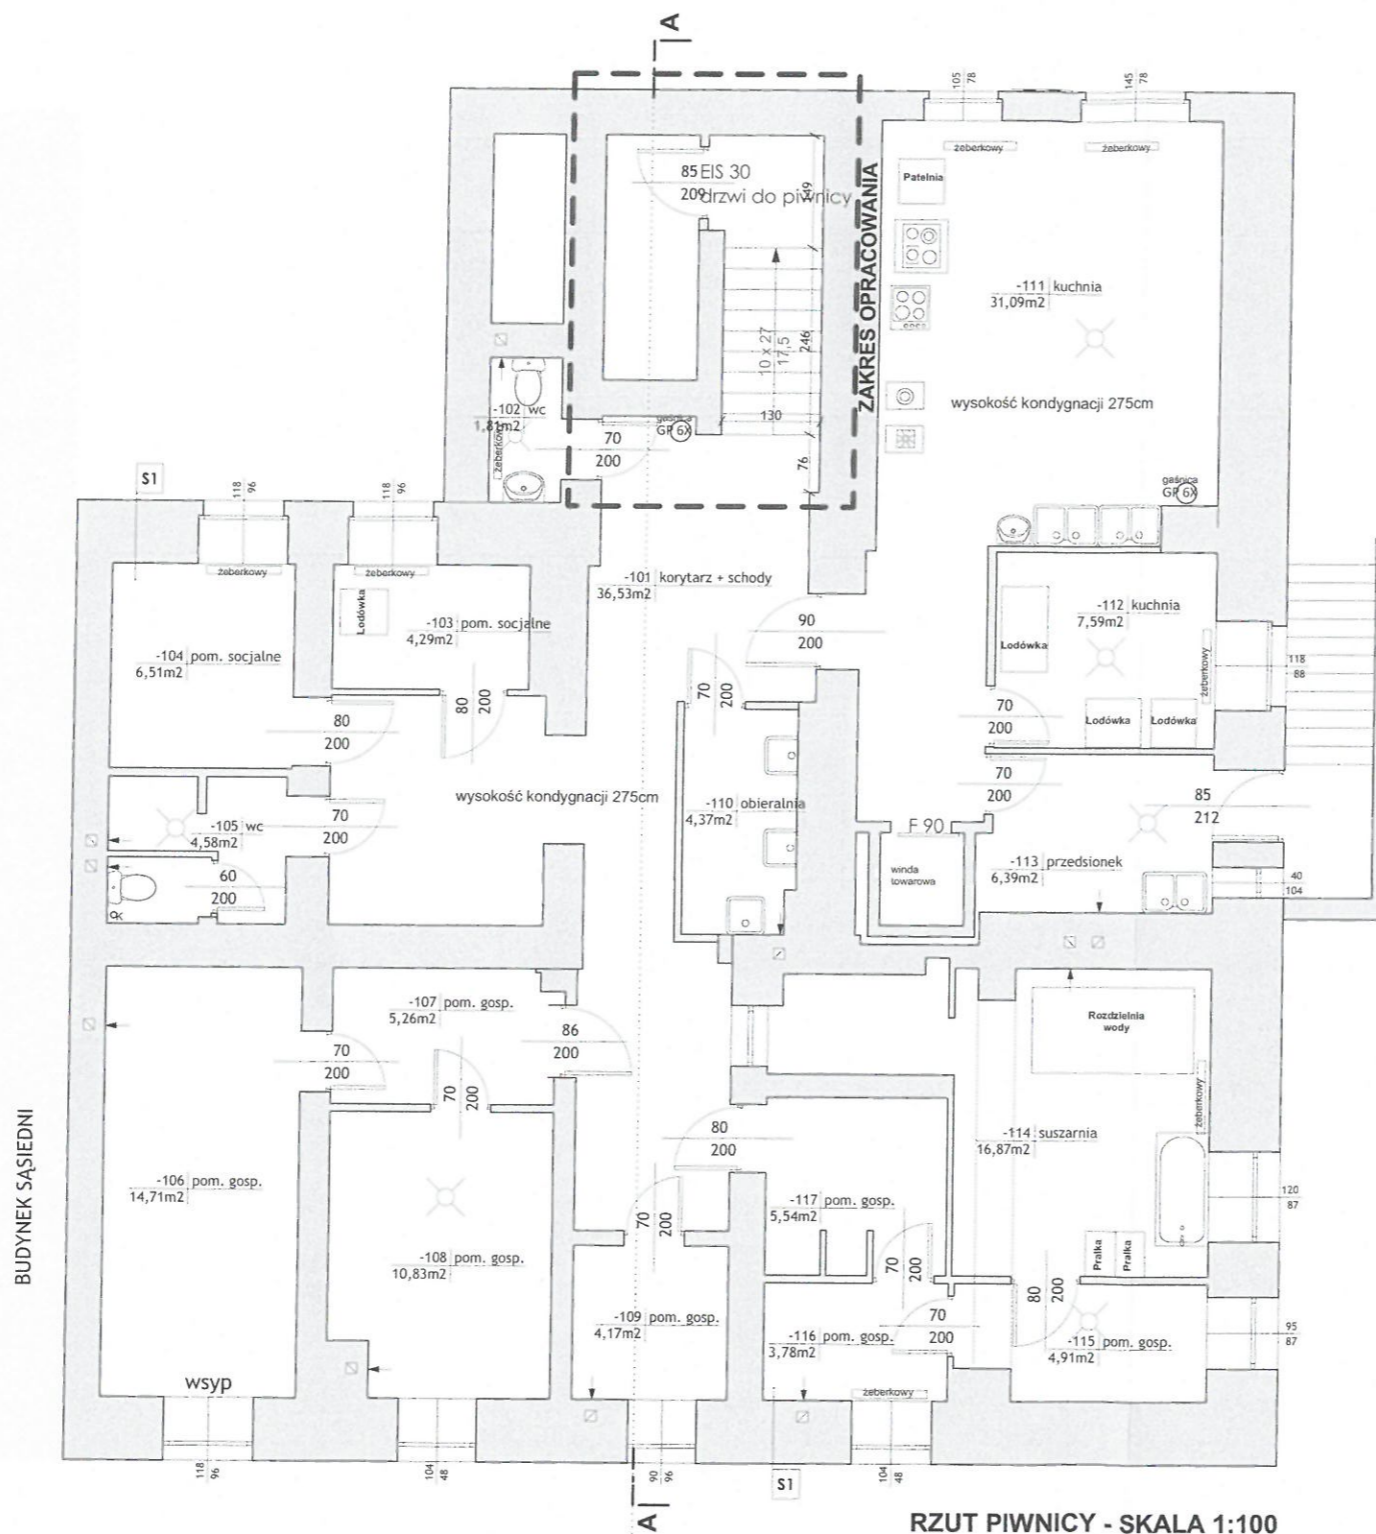 A
105
78
145
78
żeberkowy
żeberkowy
Patelnia
85
209
EIS 30
drzwi do piwnicy
149
ZAKRES OPRACOWANIA
-111 kuchnia
31,09m2
10 x 27
17,5
246
wysokość kondygnacji 275cm
-102 wc
1,81m2
żeberkowy
gaśnica
GP 6X
130
70
200
76
gaśnica
GP 6X
S1
118
96
118
96
żeberkowy
żeberkowy
-101 korytarz + schody
36,53m2
Lodówka
-103 pom. socjalne
4,29m2
-104 pom. socjalne
6,51m2
90
200
-112 kuchnia
7,59m2
Lodówka
żeberkowy
118
88
70
200
80
200
80
200
70
200
Lodówka
Lodówka
70
200
85
212
wysokość kondygnacji 275cm
-110 obieralnia
4,37m2
-105 wc
4,58m2
70
200
F 90
60
200
winda
towarowa
-113 przedsionek
6,39m2
40
104
-107 pom. gosp.
5,26m2
86
200
Rozdzielnia
wody
70
200
70
200
żeberkowy
BUDYNEK SĄSIEDNI
80
200
-114 suszarnia
16,87m2
-106 pom. gosp.
14,71m2
-117 pom. gosp.
5,54m2
120
87
70
200
-108 pom. gosp.
10,83m2
70
200
Pralka
Pralka
80
200
-109 pom. gosp.
4,17m2
-116 pom. gosp.
3,78m2
70
200
-115 pom. gosp.
4,91m2
95
87
wsyp
żeberkowy
118
96
104
48
90
96
104
48
S1
A
RZUT PIWNICY - SKALA 1:100